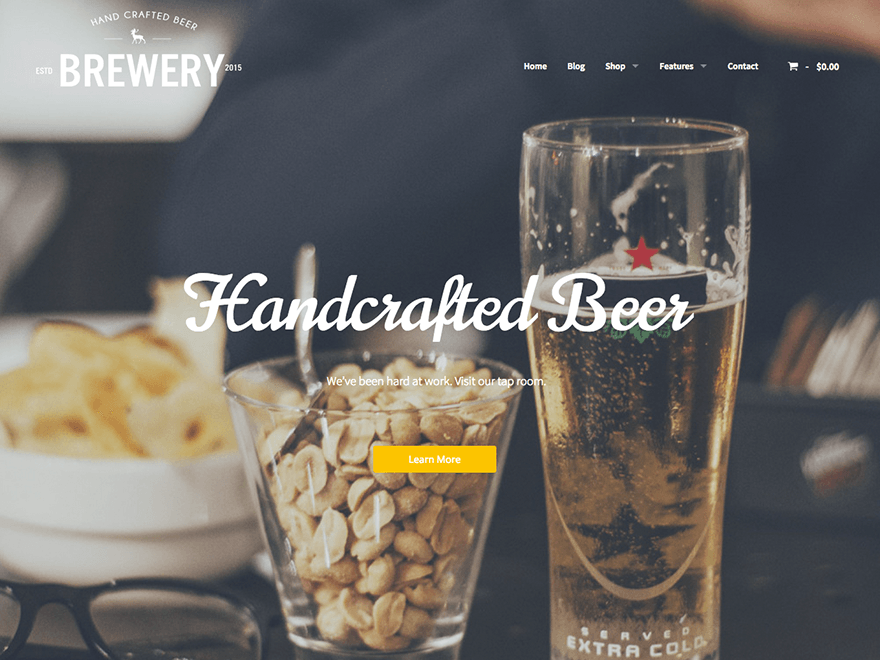 HAND CRAFTED BEER
ESTD BREWERY 2015
Home Blog Shop Features Contact - $0.00
Handcrafted Beer
We've been hard at work. Visit our tap room.
Learn More
SERVED
EXTRA COLD